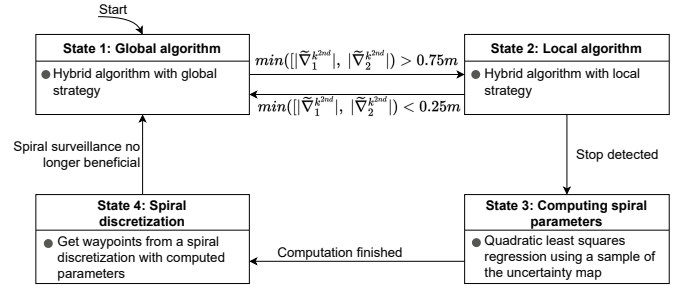 Start
State 1: Global algorithm
● Hybrid algorithm with global
strategy
min([|∇̃₁^{k^{2nd}}|, |∇̃₂^{k^{2nd}}|) > 0.75m
min([|∇̃₁^{k^{2nd}}|, |∇̃₂^{k^{2nd}}|) < 0.25m
State 2: Local algorithm
● Hybrid algorithm with local
strategy
Spiral surveillance no
longer beneficial
Stop detected
State 4: Spiral
discretization
● Get waypoints from a spiral
discretization with computed
parameters
Computation finished
State 3: Computing spiral
parameters
● Quadratic least squares
regression using a sample of
the uncertainty map